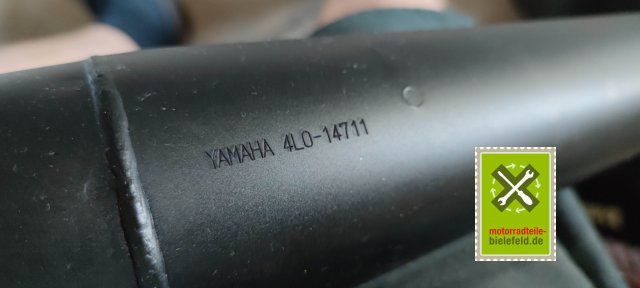 YAMAHA 4L0-14711
motorradteile-
bielefeld.de